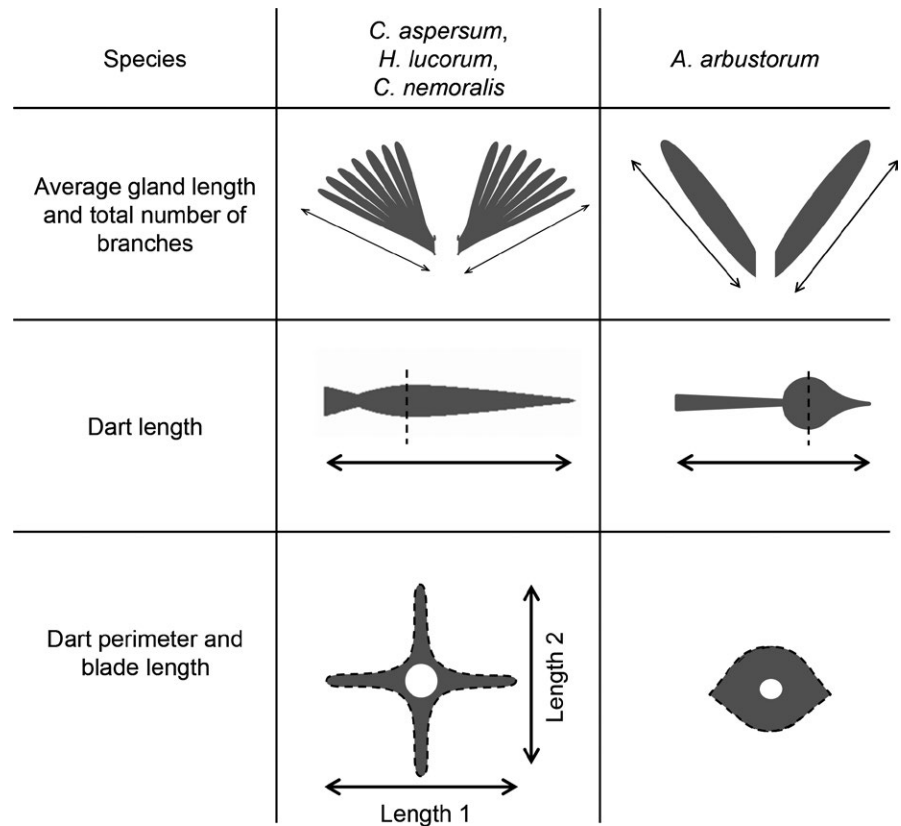 Species
C. aspersum,
H. lucorum,
C. nemoralis
A. arbustorum
Average gland length
and total number of
branches
Dart length
Dart perimeter and
blade length
Length 2
Length 1